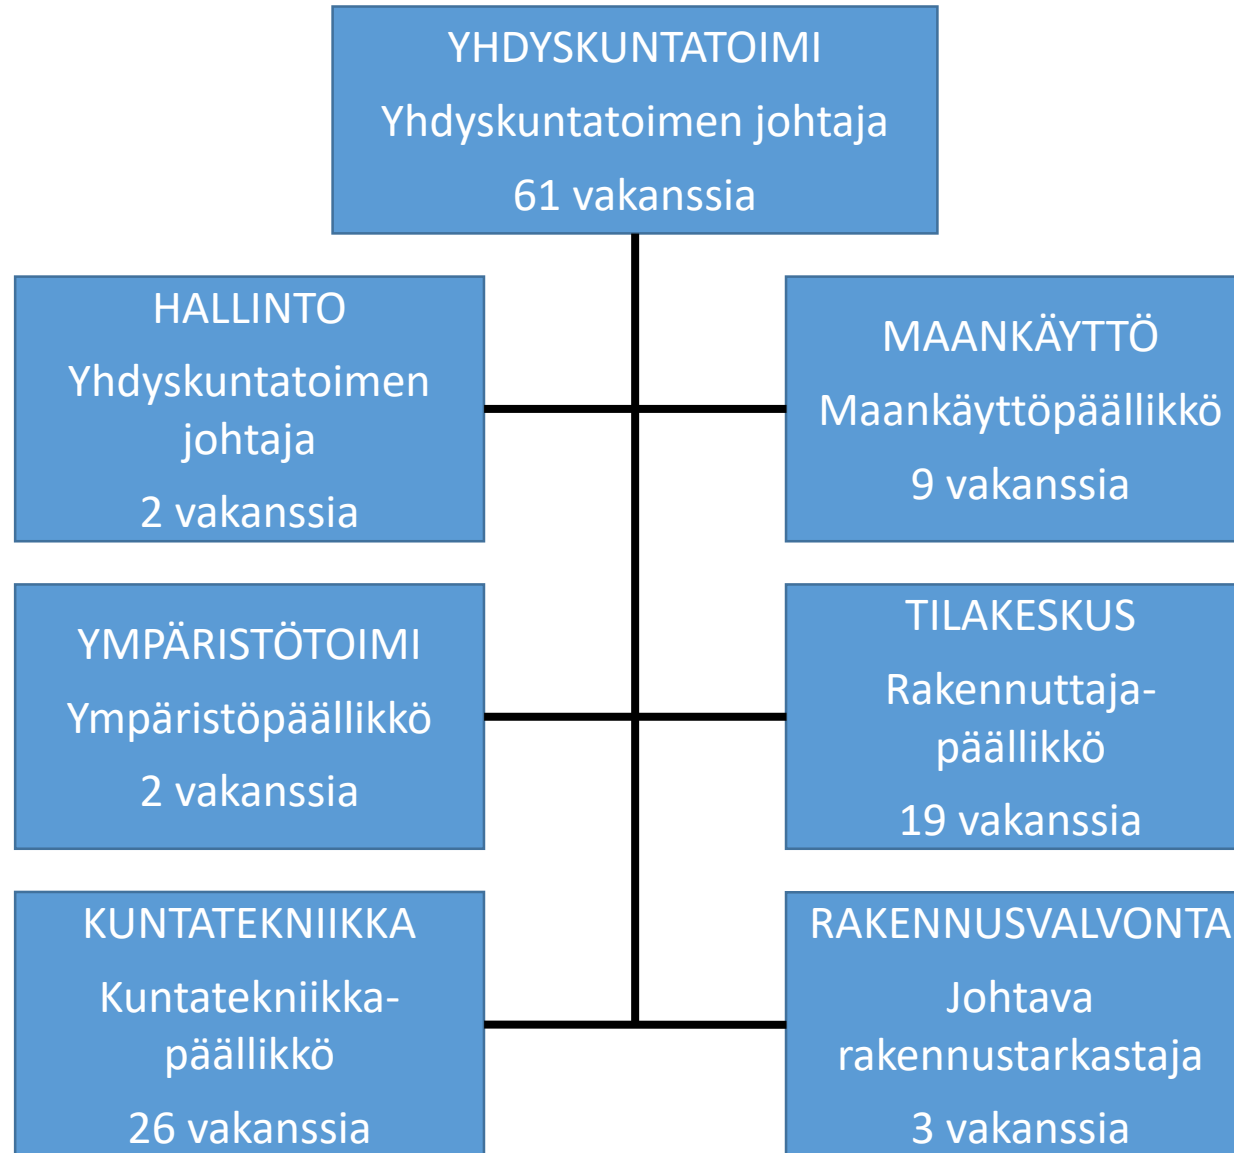 YHDYSKUNTATOIMI
Yhdyskuntatoimen johtaja
61 vakanssia
HALLINTO
Yhdyskuntatoimen
johtaja
2 vakanssia
MAANKÄYTTÖ
Maankäyttöpäällikkö
9 vakanssia
YMPÄRISTÖTOIMI
Ympäristöpäällikkö
2 vakanssia
TILAKESKUS
Rakennuttaja-
päällikkö
19 vakanssia
KUNTATEKNIIKKA
Kuntatekniikka-
päällikkö
26 vakanssia
RAKENNUSVALVONTA
Johtava
rakennustarkastaja
3 vakanssia